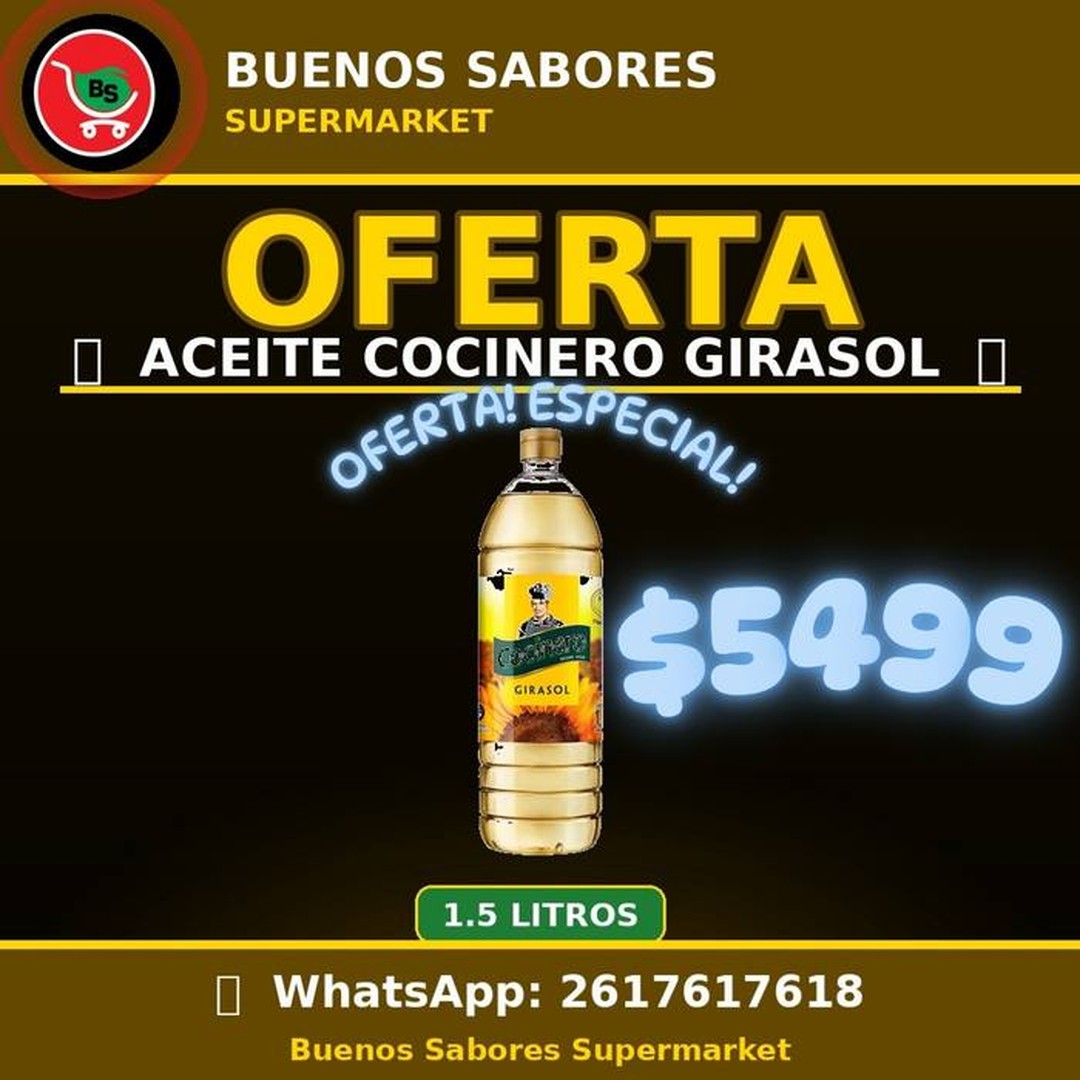 BS
BUENOS SABORES
SUPERMARKET
OFERTA
ACEITE COCINERO GIRASOL
OFERTA! ESPECIAL!
Cocinero
GIRASOL
$5499
1.5 LITROS
WhatsApp: 2617617618
Buenos Sabores Supermarket